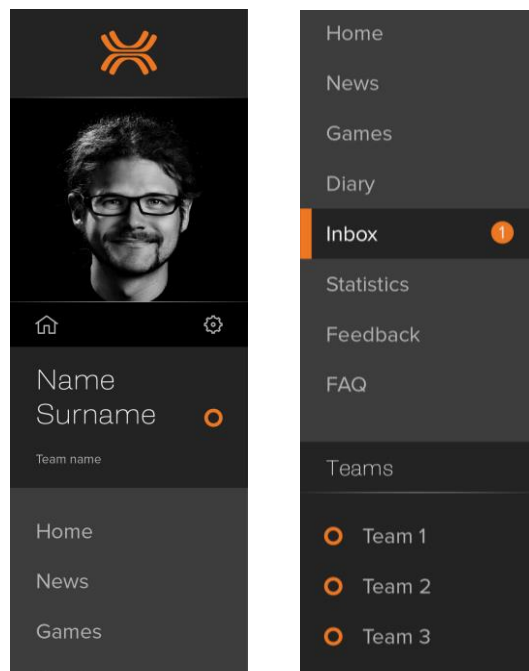 Name
Surname
Team name
Home
News
Games
Home
News
Games
Diary
Inbox 1
Statistics
Feedback
FAQ
Teams
Team 1
Team 2
Team 3